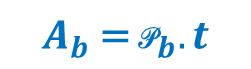 A_b = 𝒫_b . t